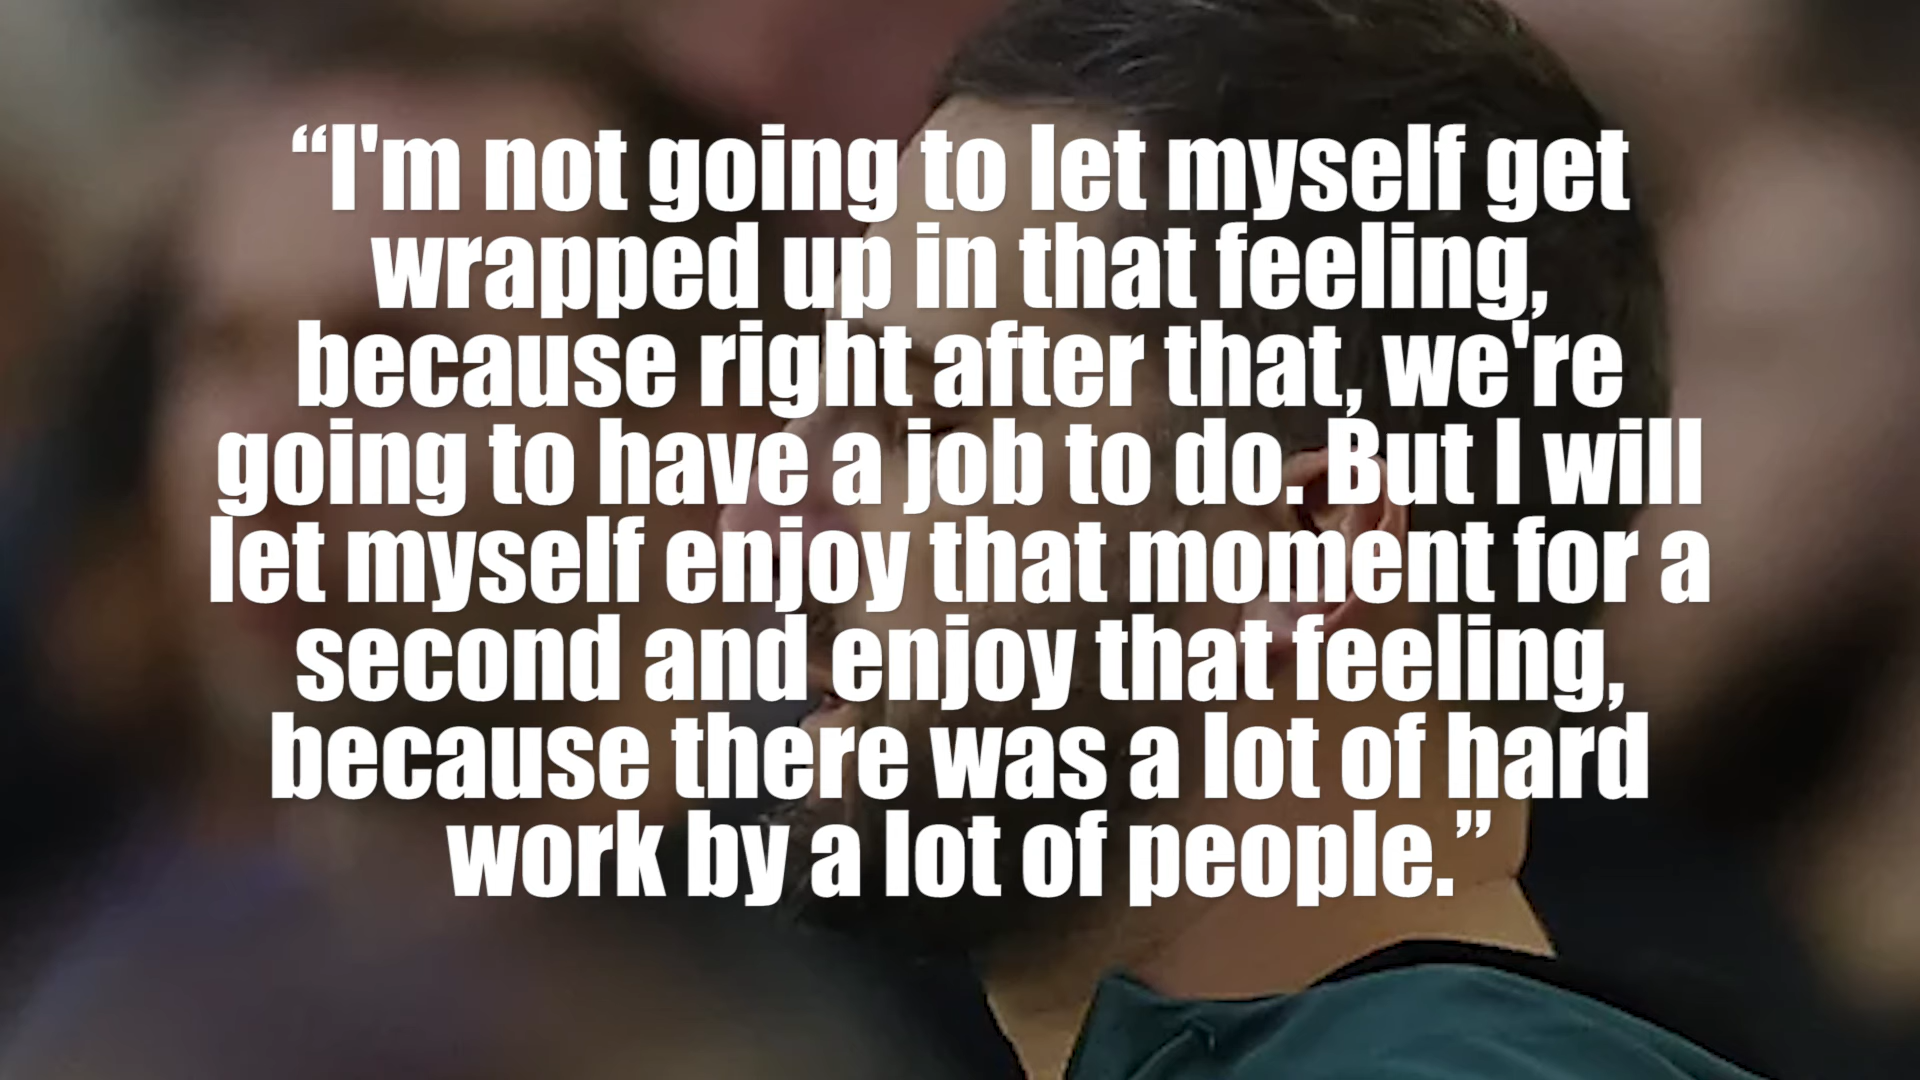 “I'm not going to let myself get
wrapped up in that feeling,
because right after that, we're
going to have a job to do. But I will
let myself enjoy that moment for a
second and enjoy that feeling,
because there was a lot of hard
work by a lot of people.”